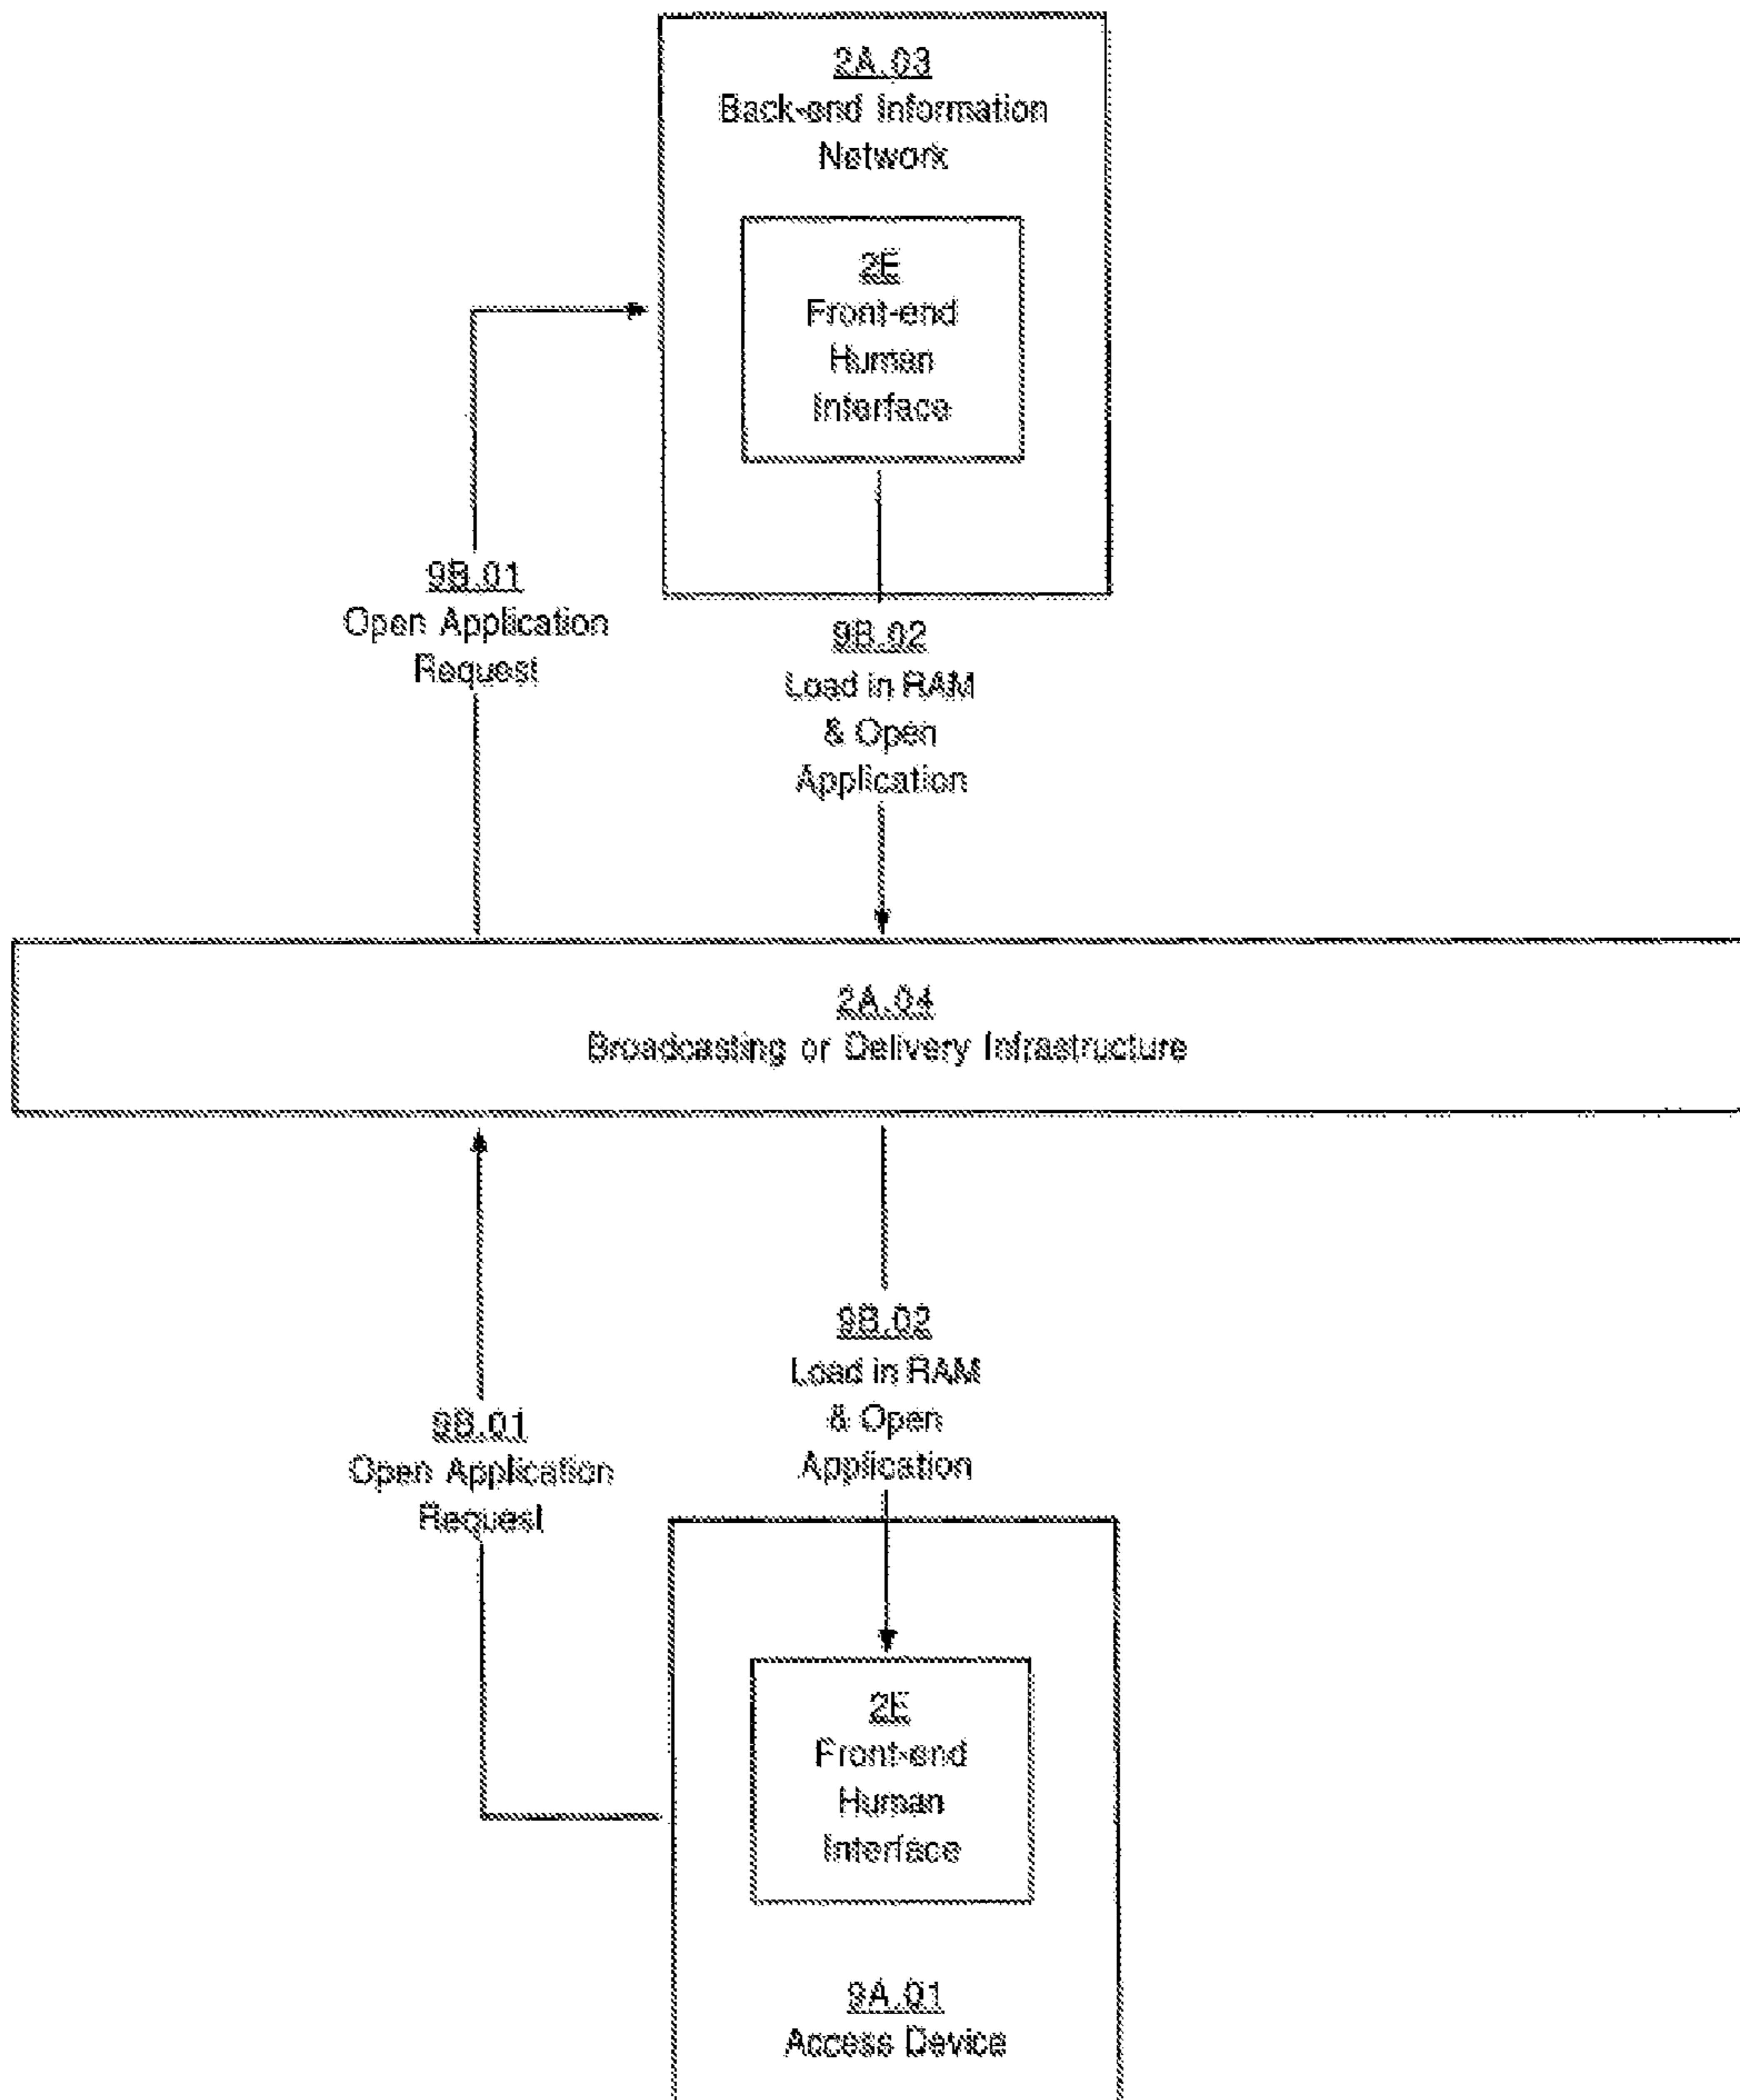 2A.03
Back-end Information
Network
2E
Front-end
Human
Interface
9B.01
Open Application
Request
9B.02
Load in RAM
& Open
Application
2A.04
Broadcasting or Delivery Infrastructure
9B.01
Open Application
Request
9B.02
Load in RAM
& Open
Application
2E
Front-end
Human
Interface
9A.01
Access Device